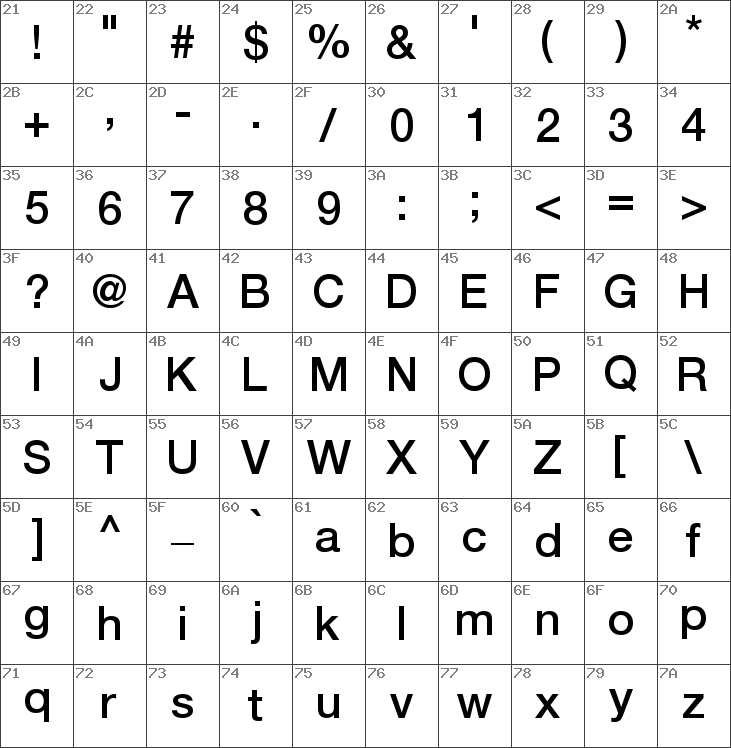 21 22 23 24 25 26 27 28 29 2A
! " # $ % & ' ( ) *
2B 2C 2D 2E 2F 30 31 32 33 34
+ , - . / 0 1 2 3 4
35 36 37 38 39 3A 3B 3C 3D 3E
5 6 7 8 9 : ; < = >
3F 40 41 42 43 44 45 46 47 48
? @ A B C D E F G H
49 4A 4B 4C 4D 4E 4F 50 51 52
I J K L M N O P Q R
53 54 55 56 57 58 59 5A 5B 5C
S T U V W X Y Z [ \
5D 5E 5F 60 61 62 63 64 65 66
] ^ _ ` a b c d e f
67 68 69 6A 6B 6C 6D 6E 6F 70
g h i j k l m n o p
71 72 73 74 25 76 77 28 79 7A
q r s t u v w x y z